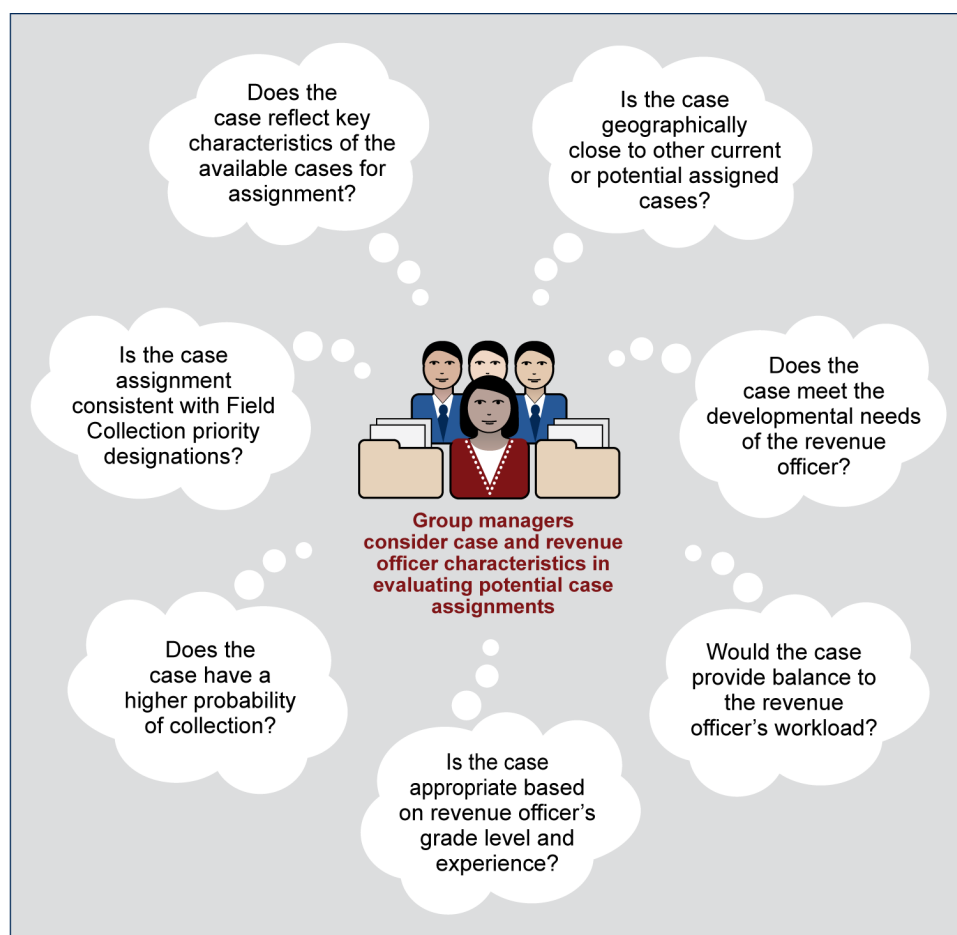 Does the
case reflect key
characteristics of the
available cases for
assignment?
Is the case
geographically
close to other current
or potential assigned
cases?
Is the case
assignment
consistent with Field
Collection priority
designations?
Does the
case meet the
developmental needs
of the revenue
officer?
Group managers
consider case and revenue
officer characteristics in
evaluating potential case
assignments
Does the
case have a
higher probability
of collection?
Would the case
provide balance to
the revenue
officer’s workload?
Is the case
appropriate based
on revenue officer’s
grade level and
experience?